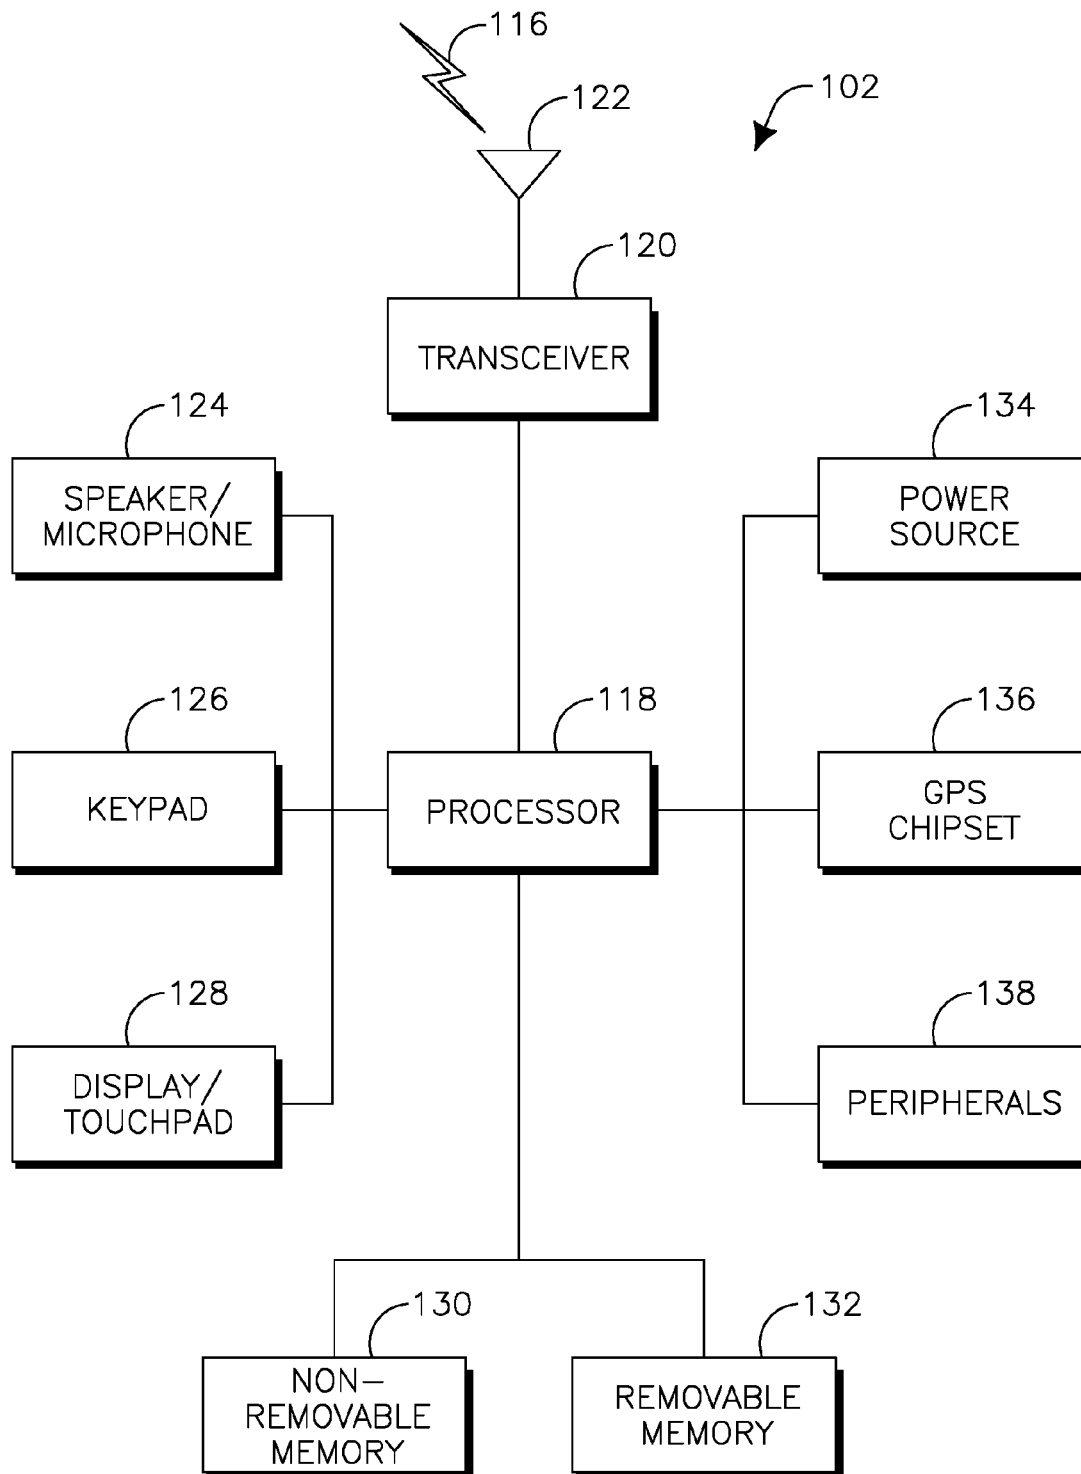 116
122
102
120
TRANSCEIVER
124
134
SPEAKER/
MICROPHONE
POWER
SOURCE
126
118
136
KEYPAD
PROCESSOR
GPS
CHIPSET
128
138
DISPLAY/
TOUCHPAD
PERIPHERALS
130
132
NON-
REMOVABLE
MEMORY
REMOVABLE
MEMORY